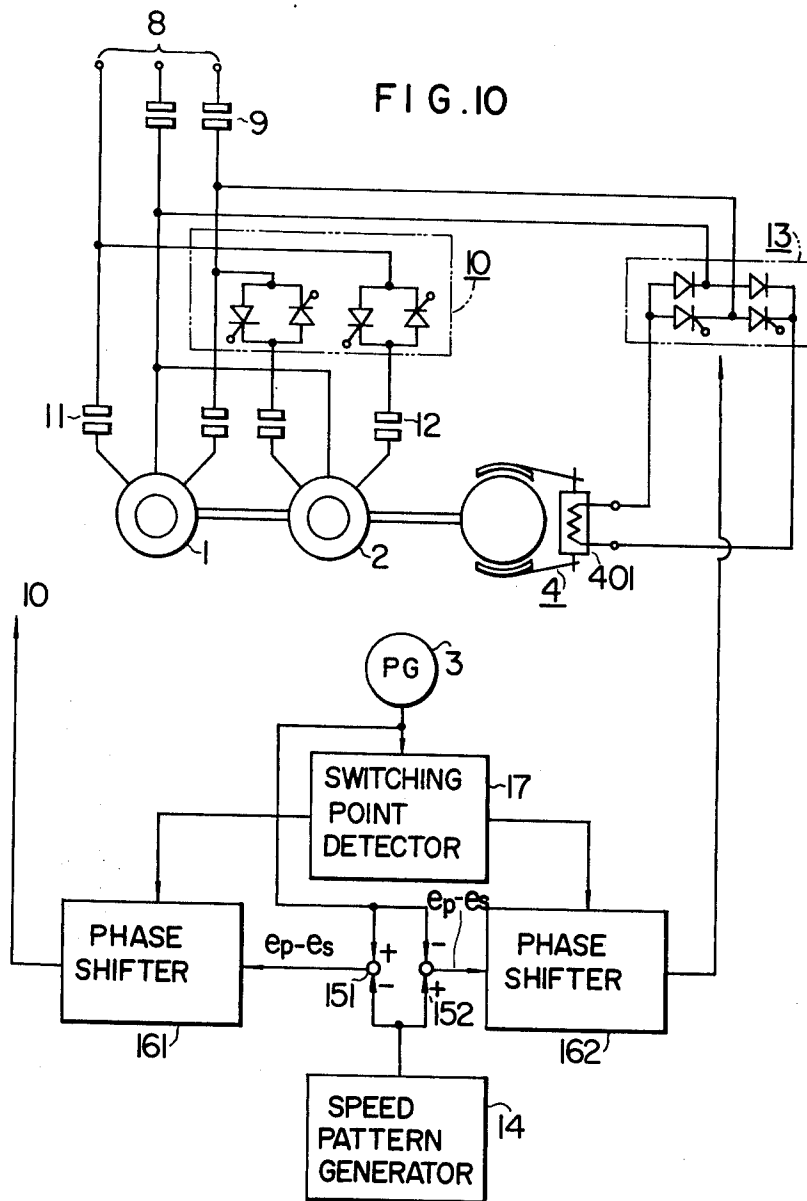 8
FIG.10
9
13
10
11
12
1
2
4
401
10
PG
3
SWITCHING
POINT
DETECTOR
17
ep-es
PHASE
SHIFTER
ep-es
+
-
-
+
151
152
PHASE
SHIFTER
161
162
SPEED
PATTERN
GENERATOR
14